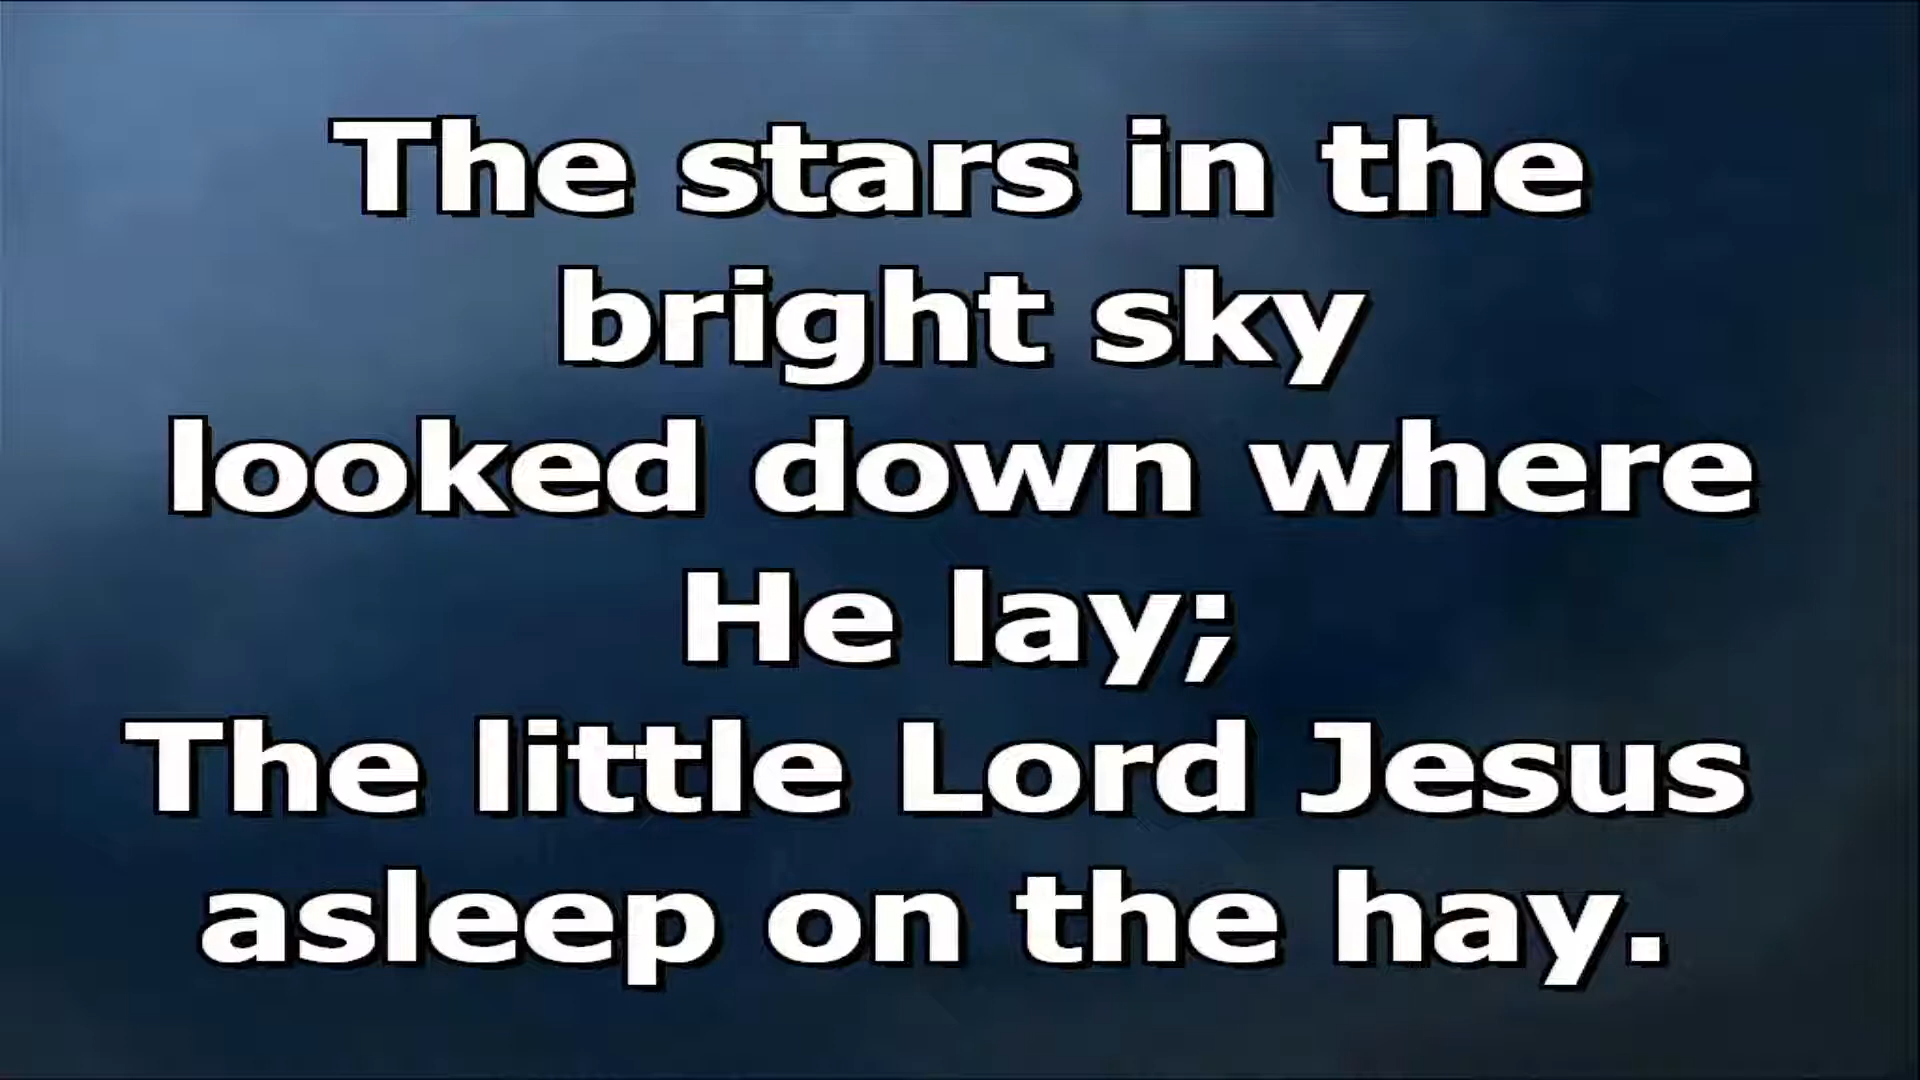 The stars in the
bright sky
looked down where
He lay;
The little Lord Jesus
asleep on the hay.